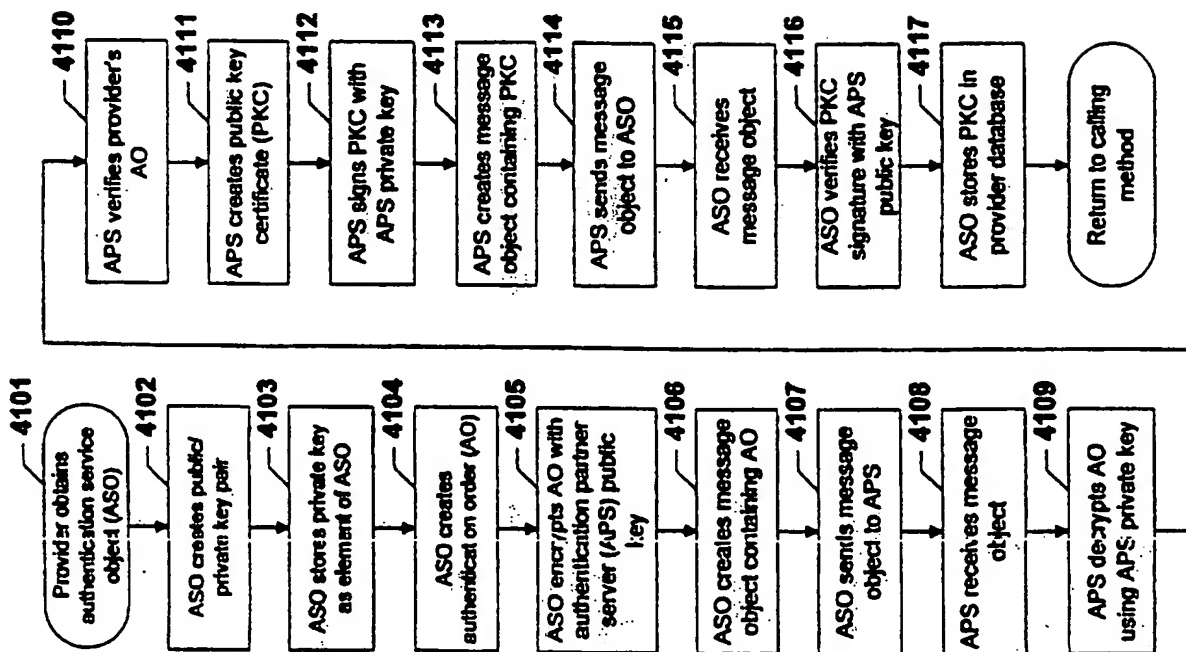 4101
Provider obtains
authentication service
object (ASO)
4102
ASO creates public/
private key pair
4103
ASO stores private key
as element of ASO
4104
ASO creates
authentication order (AO)
4105
ASO encrypts AO with
authentication partner
server (APS) public
key
4106
ASO creates message
object containing AO
4107
ASO sends message
object to APS
4108
APS receives message
object
4109
APS decrypts AO
using APS private key
4110
APS verifies provider's
AO
4111
APS creates public key
certificate (PKC)
4112
APS signs PKC with
APS private key
4113
APS creates message
object containing PKC
4114
APS sends message
object to ASO
4115
ASO receives
message object
4116
ASO verifies PKC
signature with APS
public key
4117
ASO stores PKC in
provider database
Return to calling
method